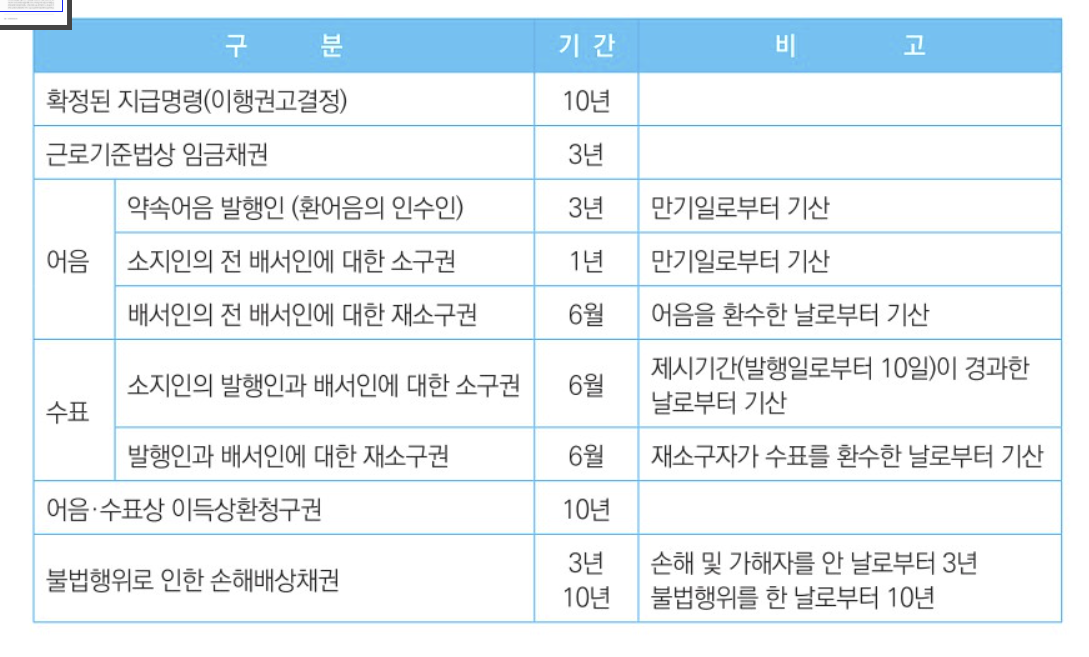 구 분 기 간 비 고
확정된 지급명령(이행권고결정) 10년
근로기준법상 임금채권 3년
어음
약속어음 발행인 (환어음의 인수인) 3년 만기일로부터 기산
소지인의 전 배서인에 대한 소구권 1년 만기일로부터 기산
배서인의 전 배서인에 대한 재소구권 6월 어음을 환수한 날로부터 기산
수표
소지인의 발행인과 배서인에 대한 소구권 6월 제시기간(발행일로부터 10일)이 경과한
날로부터 기산
발행인과 배서인에 대한 재소구권 6월 재소구자가 수표를 환수한 날로부터 기산
어음·수표상 이득상환청구권 10년
불법행위로 인한 손해배상채권
3년 손해 및 가해자를 안 날로부터 3년
10년 불법행위를 한 날로부터 10년